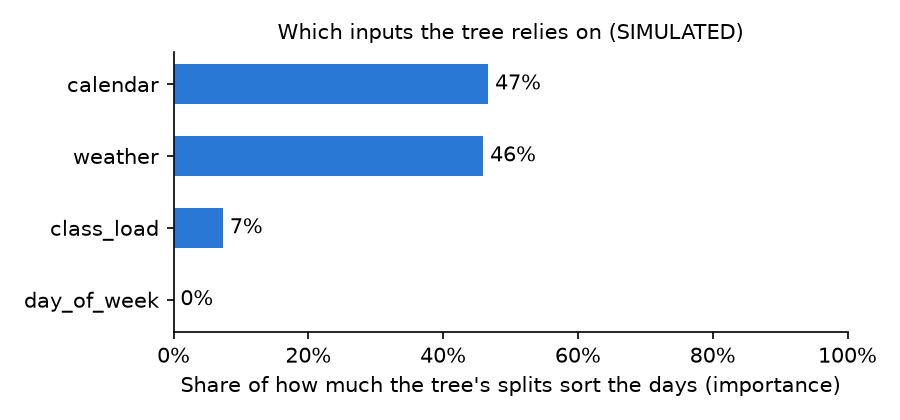 Which inputs the tree relies on (SIMULATED)
calendar 47%
weather 46%
class_load 7%
day_of_week 0%
0% 20% 40% 60% 80% 100%
Share of how much the tree's splits sort the days (importance)